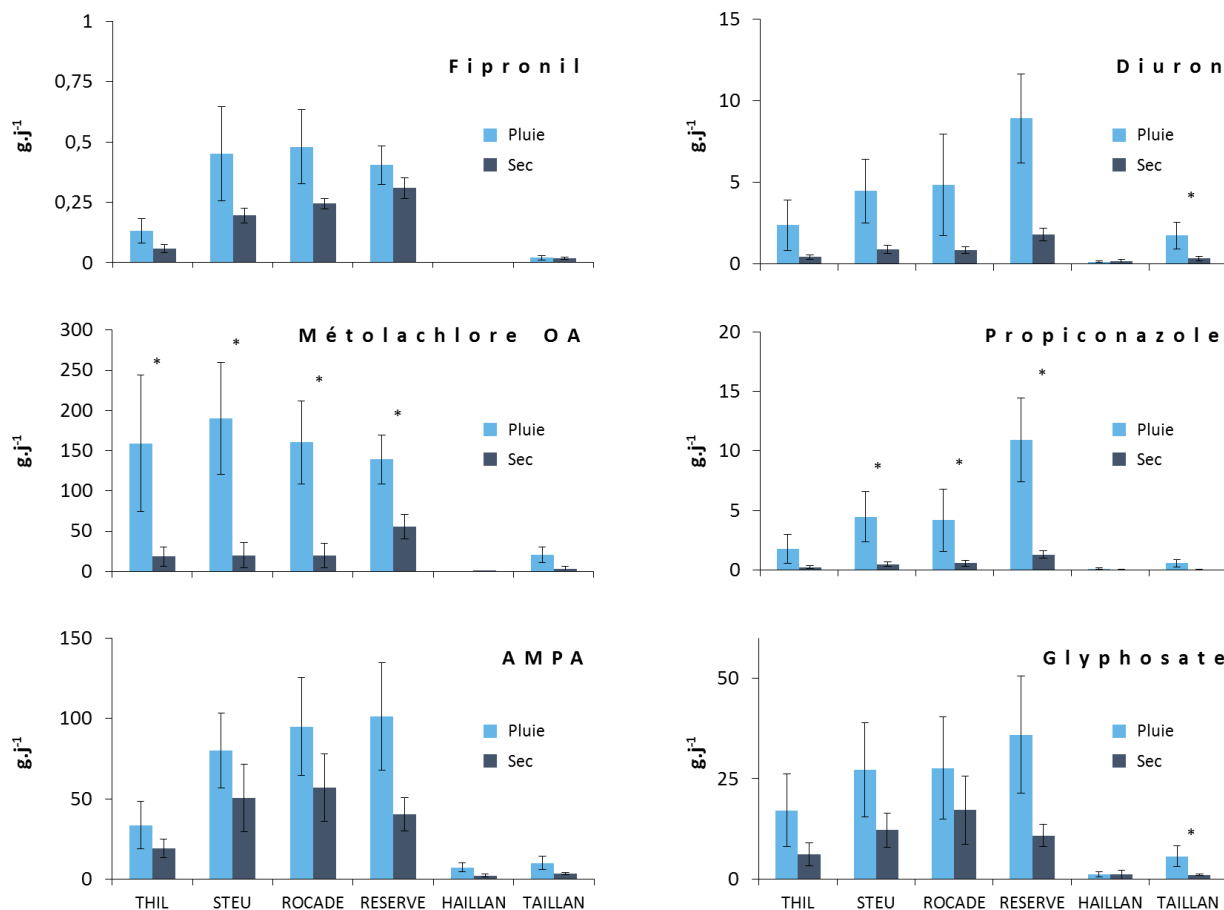 Fipronil
1
0,75
0,5
0,25
0
g.j-1
Pluie
Sec
Diuron
15
10
5
0
g.j-1
Pluie
Sec
*
Métolachlore OA
300
250
200
150
100
50
0
g.j-1
Pluie
Sec
*
*
*
*
Propiconazole
20
15
10
5
0
g.j-1
Pluie
Sec
*
*
*
AMPA
150
100
50
0
g.j-1
Pluie
Sec
THIL STEU ROCADE RESERVE HAILLAN TAILLAN
Glyphosate
50
25
0
g.j-1
Pluie
Sec
*
THIL STEU ROCADE RESERVE HAILLAN TAILLAN